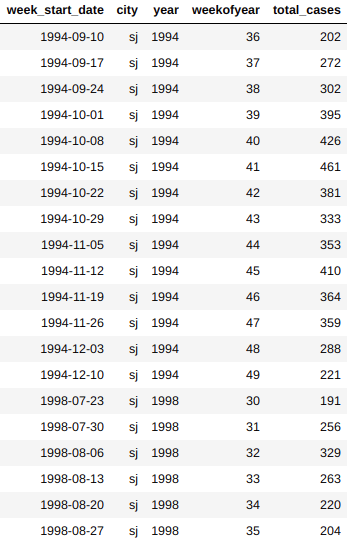 week_start_date city year weekofyear total_cases
1994-09-10 sj 1994 36 202
1994-09-17 sj 1994 37 272
1994-09-24 sj 1994 38 302
1994-10-01 sj 1994 39 395
1994-10-08 sj 1994 40 426
1994-10-15 sj 1994 41 461
1994-10-22 sj 1994 42 381
1994-10-29 sj 1994 43 333
1994-11-05 sj 1994 44 353
1994-11-12 sj 1994 45 410
1994-11-19 sj 1994 46 364
1994-11-26 sj 1994 47 359
1994-12-03 sj 1994 48 288
1994-12-10 sj 1994 49 221
1998-07-23 sj 1998 30 191
1998-07-30 sj 1998 31 256
1998-08-06 sj 1998 32 329
1998-08-13 sj 1998 33 263
1998-08-20 sj 1998 34 220
1998-08-27 sj 1998 35 204